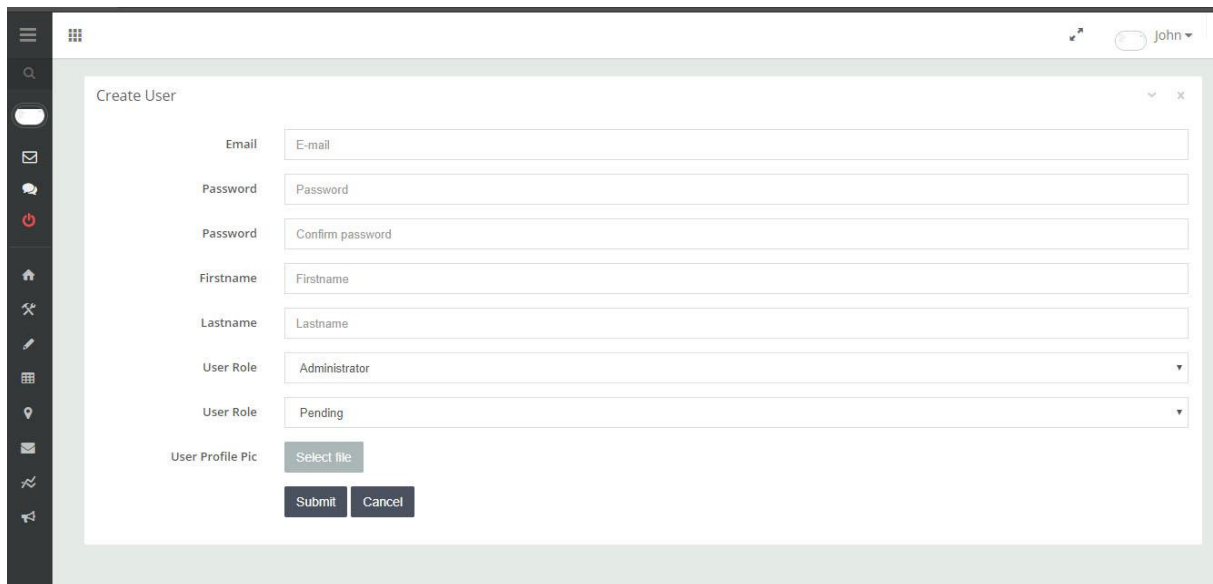 John
Create User
Email E-mail
Password Password
Password Confirm password
Firstname Firstname
Lastname Lastname
User Role Administrator
User Role Pending
User Profile Pic Select file
Submit Cancel